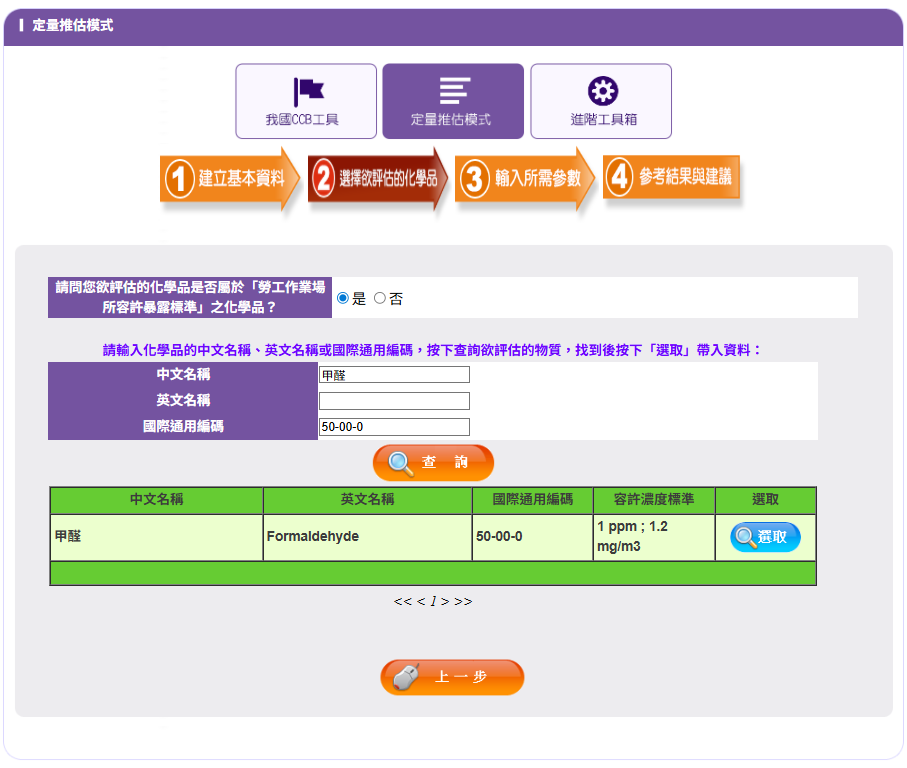 定量推估模式
我國CCB工具
定量推估模式
進階工具箱
1 建立基本資料
2 選擇欲評估的化學品
3 輸入所需參數
4 參考結果與建議
請問您欲評估的化學品是否屬於「勞工作業場
所容許暴露標準」之化學品？
是 否
請輸入化學品的中文名稱、英文名稱或國際通用編碼，按下查詢欲評估的物質，找到後按下「選取」帶入資料：
中文名稱 甲醛
英文名稱
國際通用編碼 50-00-0
查 詢
中文名稱 英文名稱 國際通用編碼 容許濃度標準 選取
甲醛 Formaldehyde 50-00-0 1 ppm ; 1.2
mg/m3 選取
<< < 1 > >>
上一步